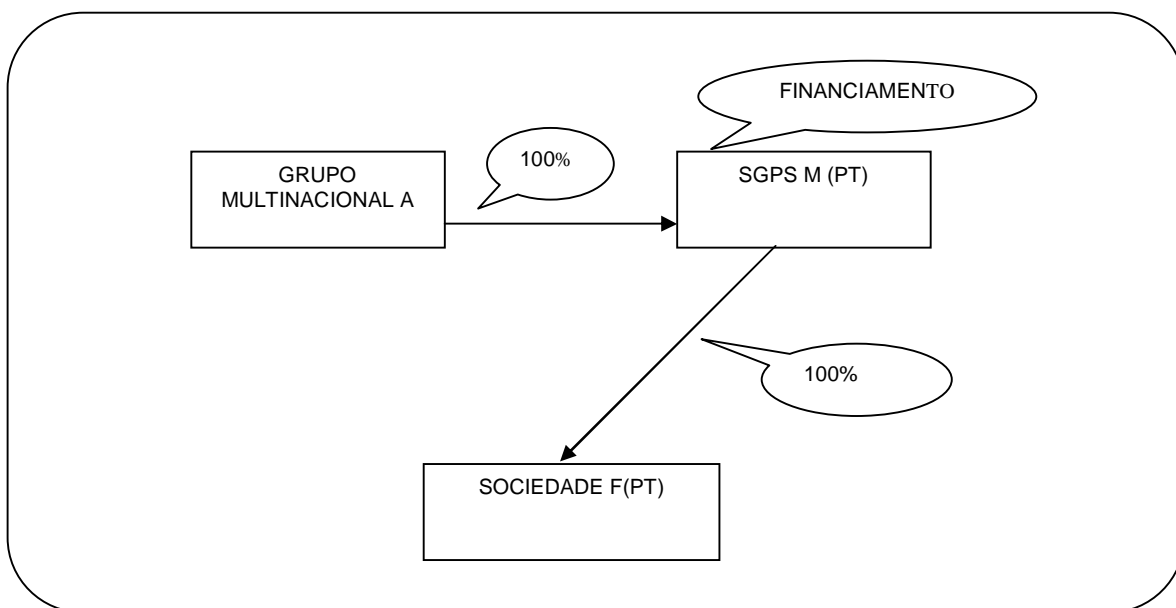 FINANCIAMENTO
100%
GRUPO
MULTINACIONAL A
SGPS M (PT)
100%
SOCIEDADE F(PT)